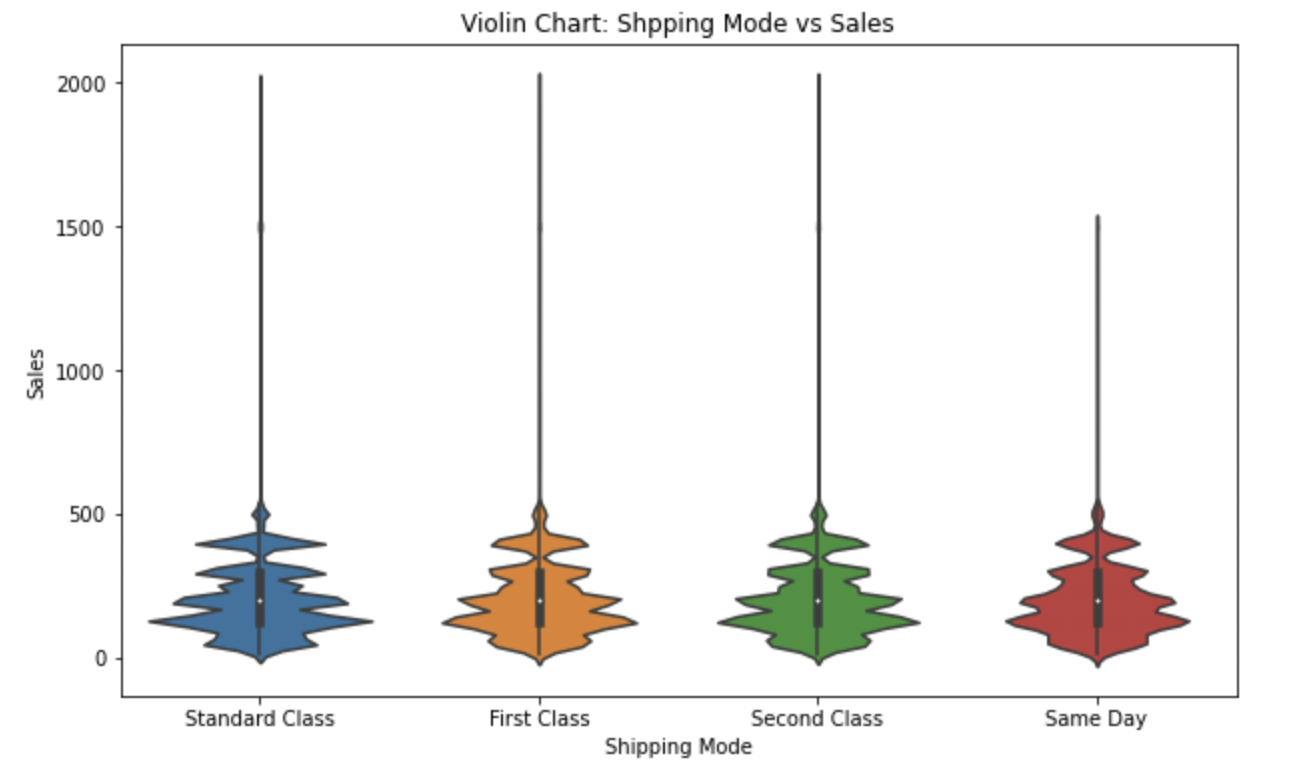 Violin Chart: Shpping Mode vs Sales
2000
1500
1000
500
0
Sales
Standard Class
First Class
Second Class
Same Day
Shipping Mode